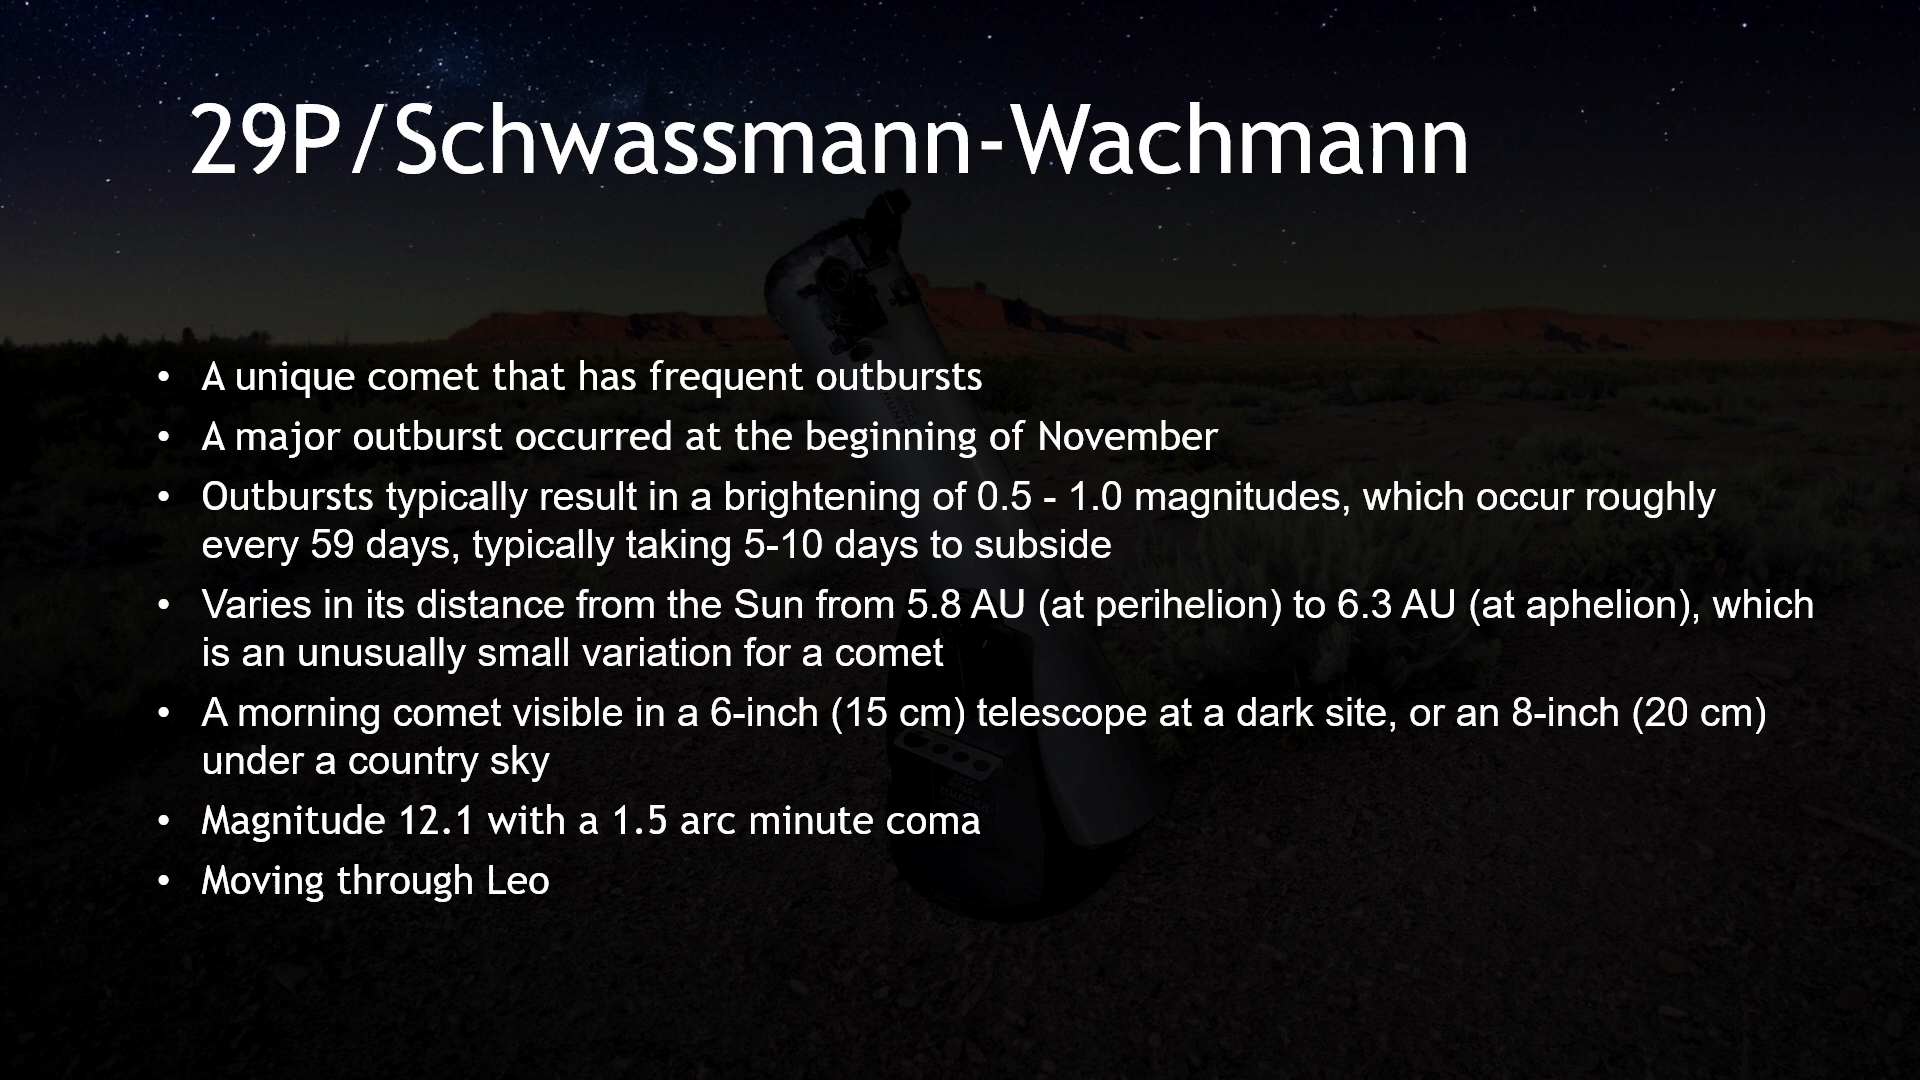 29P/Schwassmann-Wachmann
• A unique comet that has frequent outbursts
• A major outburst occurred at the beginning of November
• Outbursts typically result in a brightening of 0.5 - 1.0 magnitudes, which occur roughly
every 59 days, typically taking 5-10 days to subside
• Varies in its distance from the Sun from 5.8 AU (at perihelion) to 6.3 AU (at aphelion), which
is an unusually small variation for a comet
• A morning comet visible in a 6-inch (15 cm) telescope at a dark site, or an 8-inch (20 cm)
under a country sky
• Magnitude 12.1 with a 1.5 arc minute coma
• Moving through Leo